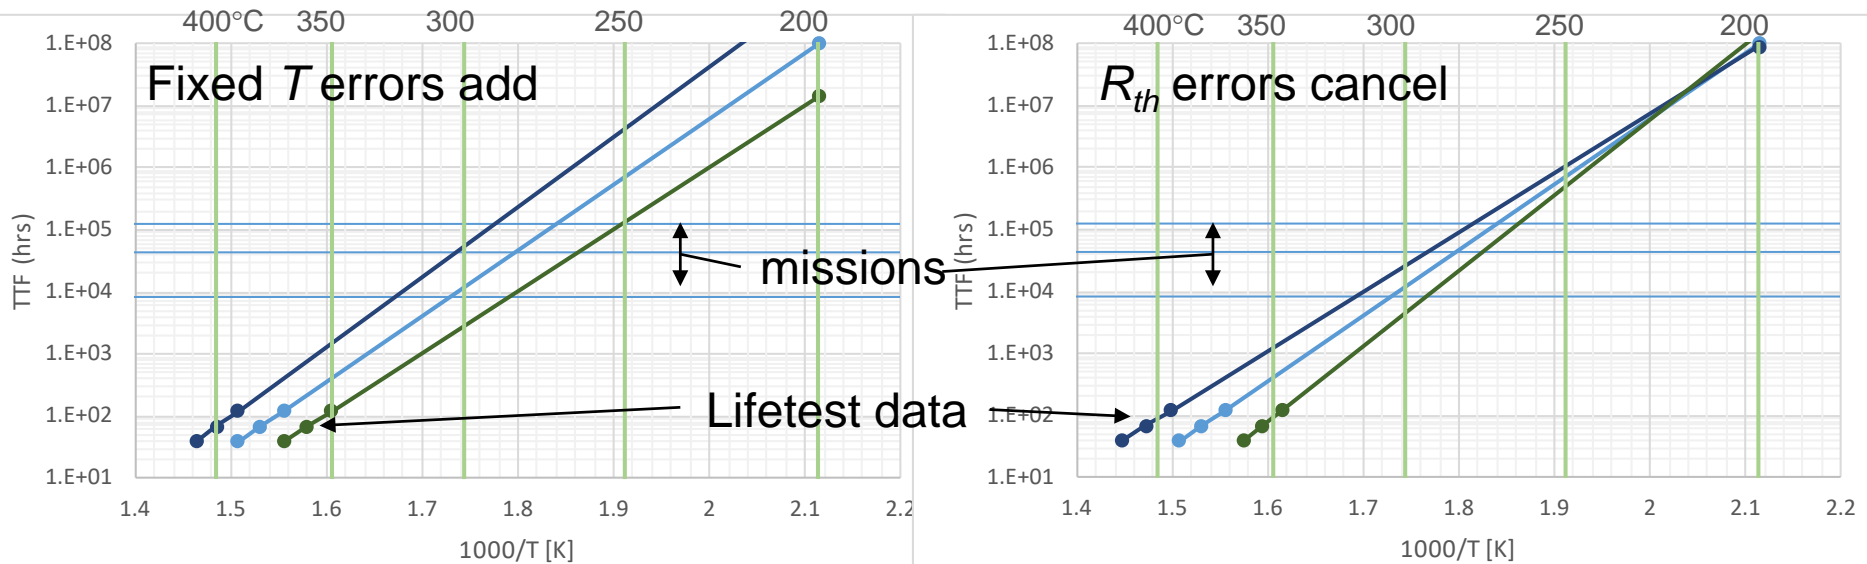 400°C 350 300 250 200
1.E+08
1.E+07
1.E+06
1.E+05
1.E+04
1.E+03
1.E+02
1.E+01
TTF (hrs)
Fixed T errors add
1.4 1.5 1.6 1.7 1.8 1.9 2 2.1 2.2
1000/T [K]
missions
Lifetest data
400°C 350 300 250 200
1.E+08
1.E+07
1.E+06
1.E+05
1.E+04
1.E+03
1.E+02
1.E+01
TTF (hrs)
Rth errors cancel
1.4 1.5 1.6 1.7 1.8 1.9 2 2.1 2.2
1000/T [K]